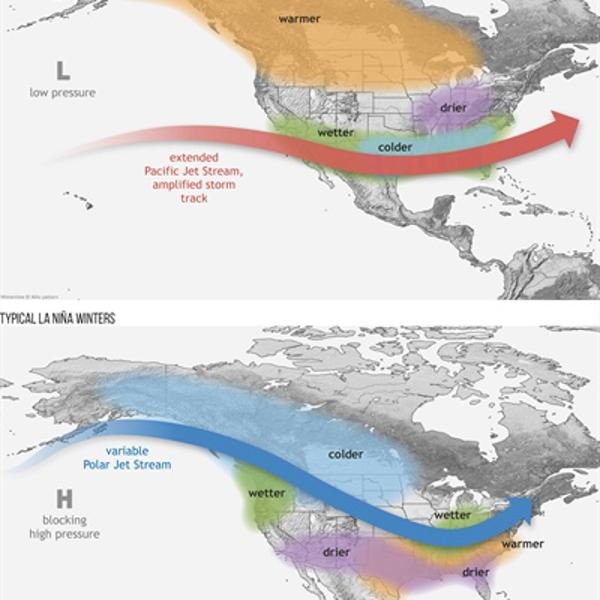 warmer
L
low pressure
drier
wetter
colder
extended
Pacific Jet Stream,
amplified storm
track
Wintertime El Niño pattern
TYPICAL LA NIÑA WINTERS
variable
Polar Jet Stream
colder
H
blocking
high pressure
wetter
wetter
warmer
drier
drier